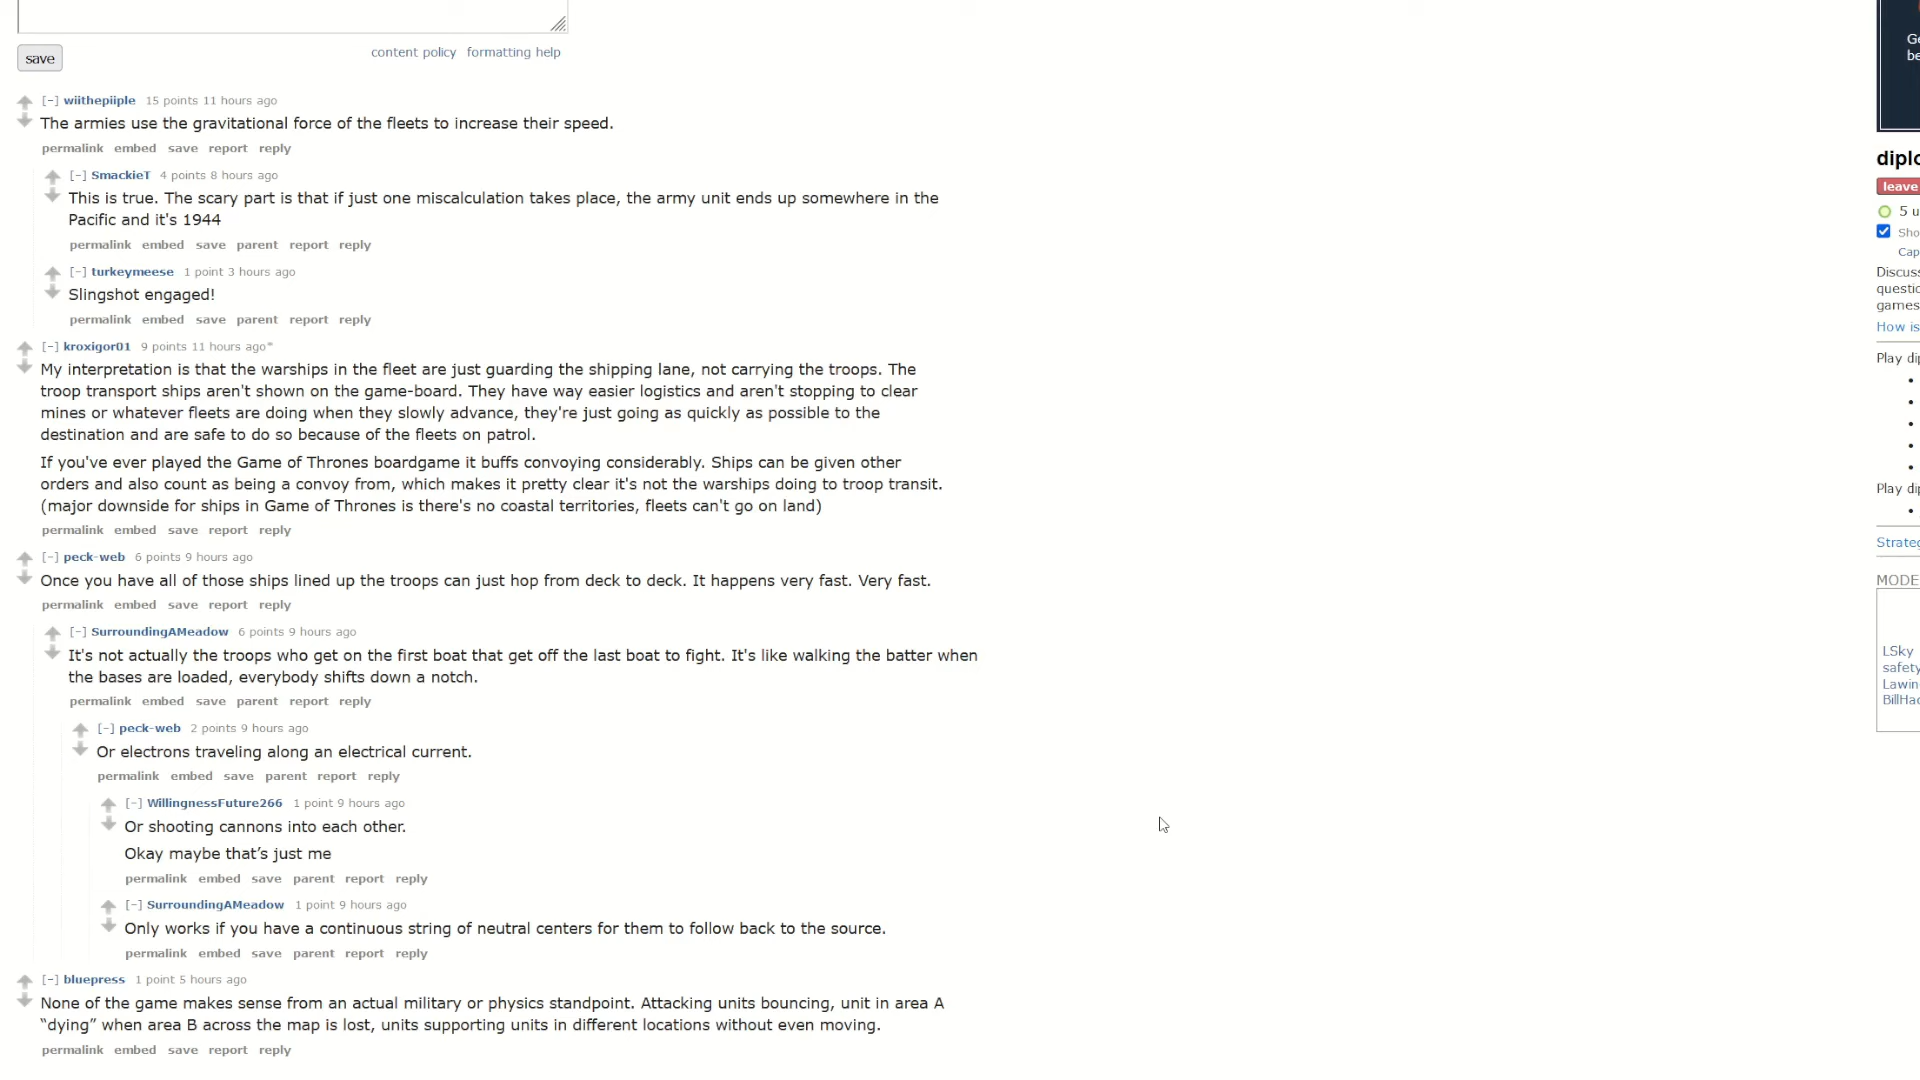 save
content policy formatting help
[–] wiithepiiple 15 points 11 hours ago
The armies use the gravitational force of the fleets to increase their speed.
permalink embed save report reply
[–] SmackieT 4 points 8 hours ago
This is true. The scary part is that if just one miscalculation takes place, the army unit ends up somewhere in the
Pacific and it's 1944
permalink embed save parent report reply
[–] turkeymeese 1 point 3 hours ago
Slingshot engaged!
permalink embed save parent report reply
[–] kroxigor01 9 points 11 hours ago*
My interpretation is that the warships in the fleet are just guarding the shipping lane, not carrying the troops. The
troop transport ships aren't shown on the game-board. They have way easier logistics and aren't stopping to clear
mines or whatever fleets are doing when they slowly advance, they're just going as quickly as possible to the
destination and are safe to do so because of the fleets on patrol.
If you've ever played the Game of Thrones boardgame it buffs convoying considerably. Ships can be given other
orders and also count as being a convoy from, which makes it pretty clear it's not the warships doing to troop transit.
(major downside for ships in Game of Thrones is there's no coastal territories, fleets can't go on land)
permalink embed save report reply
[–] peck-web 6 points 9 hours ago
Once you have all of those ships lined up the troops can just hop from deck to deck. It happens very fast. Very fast.
permalink embed save report reply
[–] SurroundingAMeadow 6 points 9 hours ago
It's not actually the troops who get on the first boat that get off the last boat to fight. It's like walking the batter when
the bases are loaded, everybody shifts down a notch.
permalink embed save parent report reply
[–] peck-web 2 points 9 hours ago
Or electrons traveling along an electrical current.
permalink embed save parent report reply
[–] WillingnessFuture266 1 point 9 hours ago
Or shooting cannons into each other.
Okay maybe that’s just me
permalink embed save parent report reply
[–] SurroundingAMeadow 1 point 9 hours ago
Only works if you have a continuous string of neutral centers for them to follow back to the source.
permalink embed save parent report reply
[–] bluepress 1 point 5 hours ago
None of the game makes sense from an actual military or physics standpoint. Attacking units bouncing, unit in area A
“dying” when area B across the map is lost, units supporting units in different locations without even moving.
permalink embed save report reply
Ge
be
diplo
leave
5 u
Sho
Cap
Discuss
questio
games
How is
Play dip
Play dip
Strateg
MODE
LSky
safety
Lawin
BillHac